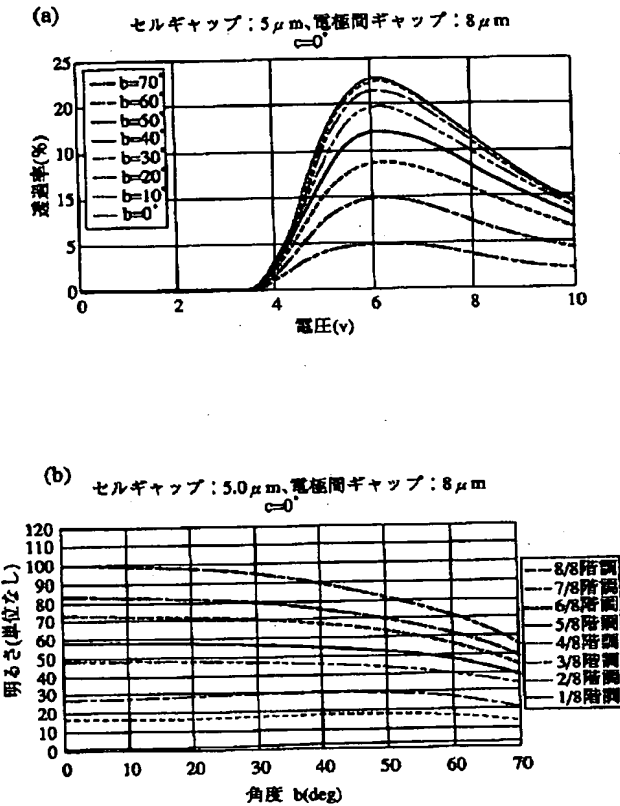 (a)
セルギャップ：5μm、電極間ギャップ：8μm
c=0°
透過率(%)
25
20
10
15
5
0
b=70°
b=60°
b=50°
b=40°
b=30°
b=20°
b=10°
b=0°
0 2 4 6 8 10
電圧(v)
(b)
セルギャップ：5.0μm、電極間ギャップ：8μm
c=0°
明るさ(単位なし)
120
110
100
90
80
70
60
50
40
30
20
10
0
8/8階調
7/8階調
6/8階調
5/8階調
4/8階調
3/8階調
2/8階調
1/8階調
0 10 20 30 40 50 60 70
角度 b(deg)